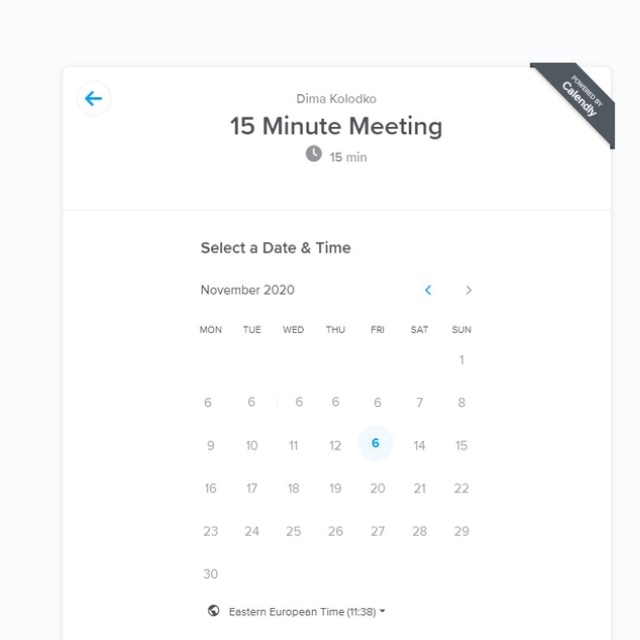 POWERED BY
Calendly
Dima Kolodko
15 Minute Meeting
15 min
Select a Date & Time
November 2020
MON TUE WED THU FRI SAT SUN
1
6 6 6 6 6 7 8
9 10 11 12 6 14 15
16 17 18 19 20 21 22
23 24 25 26 27 28 29
30
Eastern European Time (11:38)